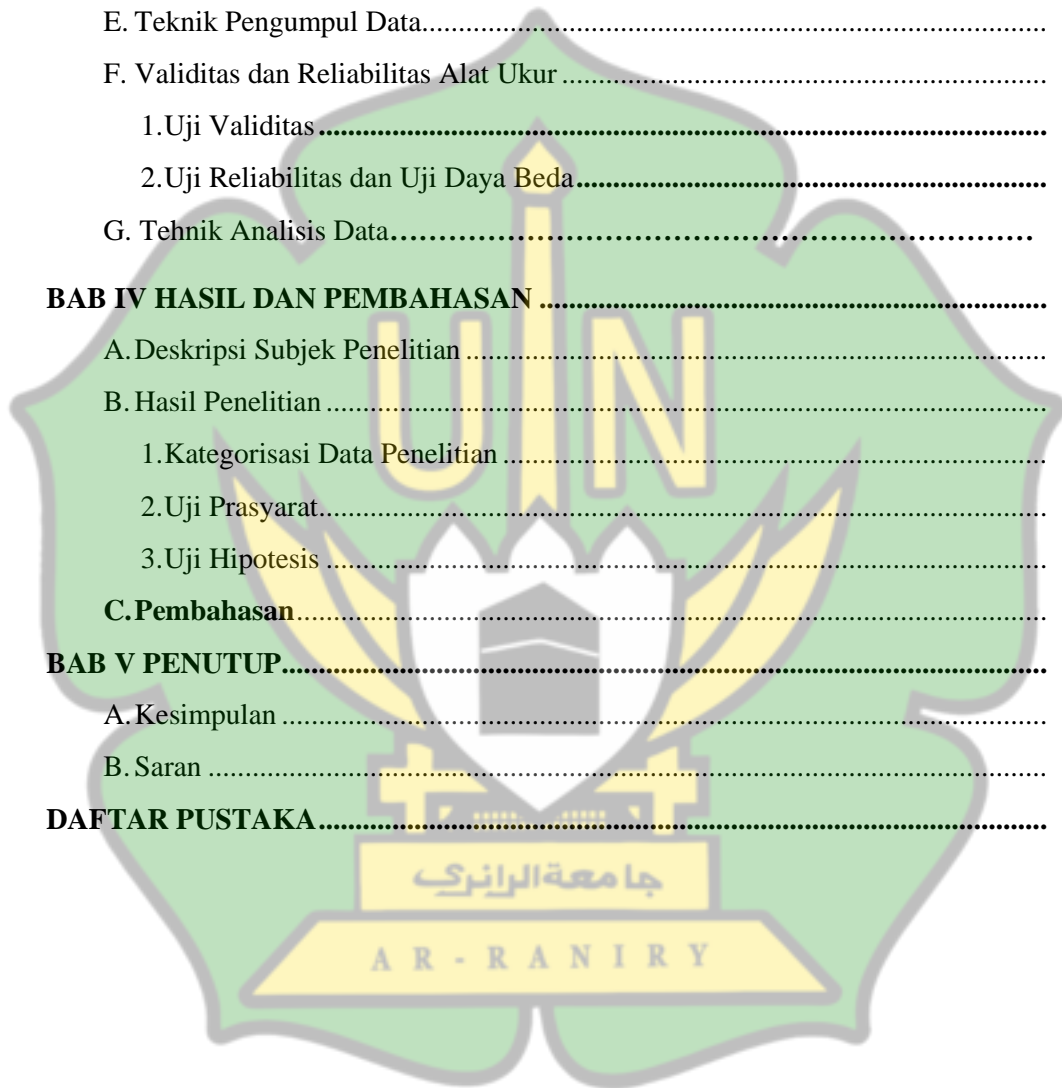 E. Teknik Pengumpul Data.....................................................................................................
F. Validitas dan Reliabilitas Alat Ukur ..............................................................................
1.Uji Validitas.......................................................................................................
2.Uji Reliabilitas dan Uji Daya Beda.................................................................
G. Tehnik Analisis Data………………………………………………………………
BAB IV HASIL DAN PEMBAHASAN .......................................................................
A.Deskripsi Subjek Penelitian ...........................................................................................
B.Hasil Penelitian ...............................................................................................................
1.Kategorisasi Data Penelitian ....................................................................................
2.Uji Prasyarat..............................................................................................................
3.Uji Hipotesis .............................................................................................................
C.Pembahasan....................................................................................................................
BAB V PENUTUP...........................................................................................................
A.Kesimpulan .....................................................................................................................
B.Saran ................................................................................................................................
DAFTAR PUSTAKA......................................................................................................
UIN
جامعة الرانري
AR-RANIRY